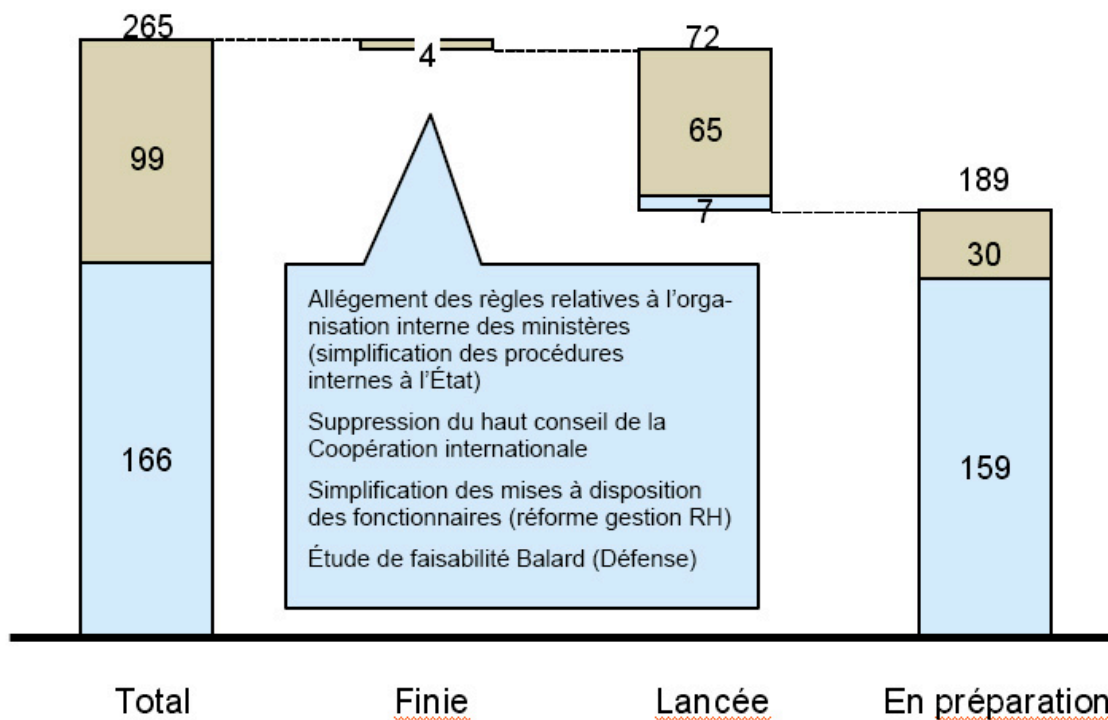 265
72
4
99
65
189
7
30
Allégement des règles relatives à l'orga-
nisation interne des ministères
(simplification des procédures
internes à l'État)
Suppression du haut conseil de la
Coopération internationale
Simplification des mises à disposition
des fonctionnaires (réforme gestion RH)
Étude de faisabilité Balard (Défense)
166
159
Total
Finie
Lancée
En préparation